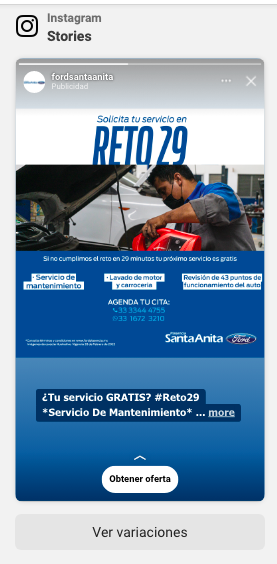 Instagram
Stories
fordsantaanita
Publicidad
Solicita tu servicio en
RETO 29
Si no cumplimos el reto en 29 minutos tu próximo servicio es gratis
· Servicio de mantenimiento
· Lavado de motor y carrocería
Revisión de 43 puntos de funcionamiento del auto
AGENDA TU CITA:
33 3344 4755
33 1672 3210
SantaAnita Ford
¿Tu servicio GRATIS? #Reto29
*Servicio De Mantenimiento* ... more
Obtener oferta
Ver variaciones